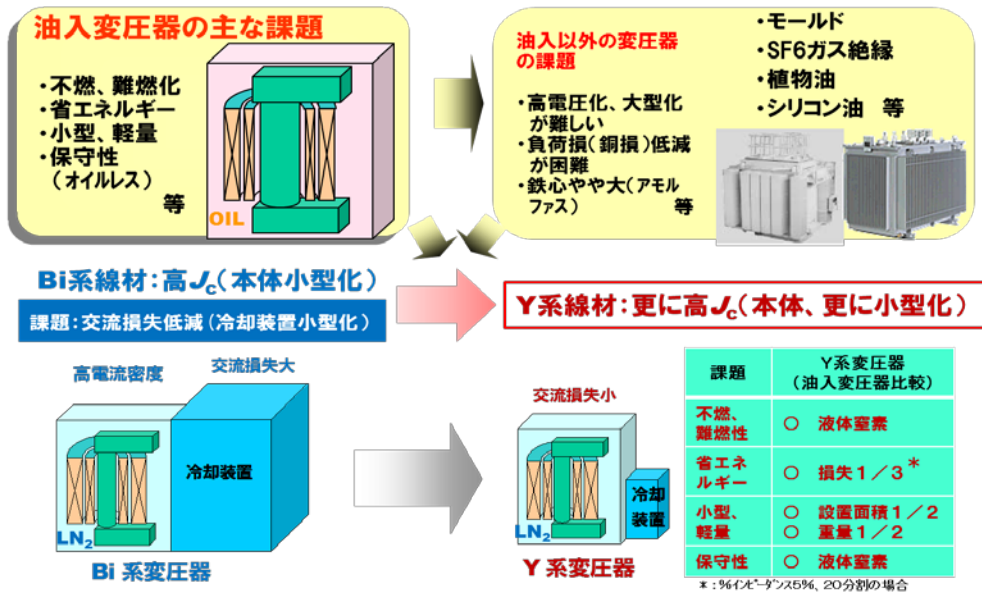 油入変圧器の主な課題
・不燃、難燃化
・省エネルギー
・小型、軽量
・保守性
（オイルレス）
等
OIL
油入以外の変圧器
の課題
・高電圧化、大型化
が難しい
・負荷損（銅損）低減
が困難
・鉄心やや大（アモル
ファス）　等
・モールド
・SF6ガス絶縁
・植物油
・シリコン油　等
Bi系線材：高Jc（本体小型化）
課題：交流損失低減（冷却装置小型化）
Y系線材：更に高Jc（本体、更に小型化）
高電流密度
交流損失大
冷却装置
LN2
Bi 系変圧器
交流損失小
冷却
装置
LN2
Y 系変圧器
課題　Y系変圧器
（油入変圧器比較）
不燃、
難燃性　○ 液体窒素
省エネ
ルギー　○ 損失１／３*
小型、　○ 設置面積１／２
軽量　○ 重量１／２
保守性　○ 液体窒素
*：%ｲﾝﾋﾟｰﾀﾞﾝｽ5%、20分割の場合